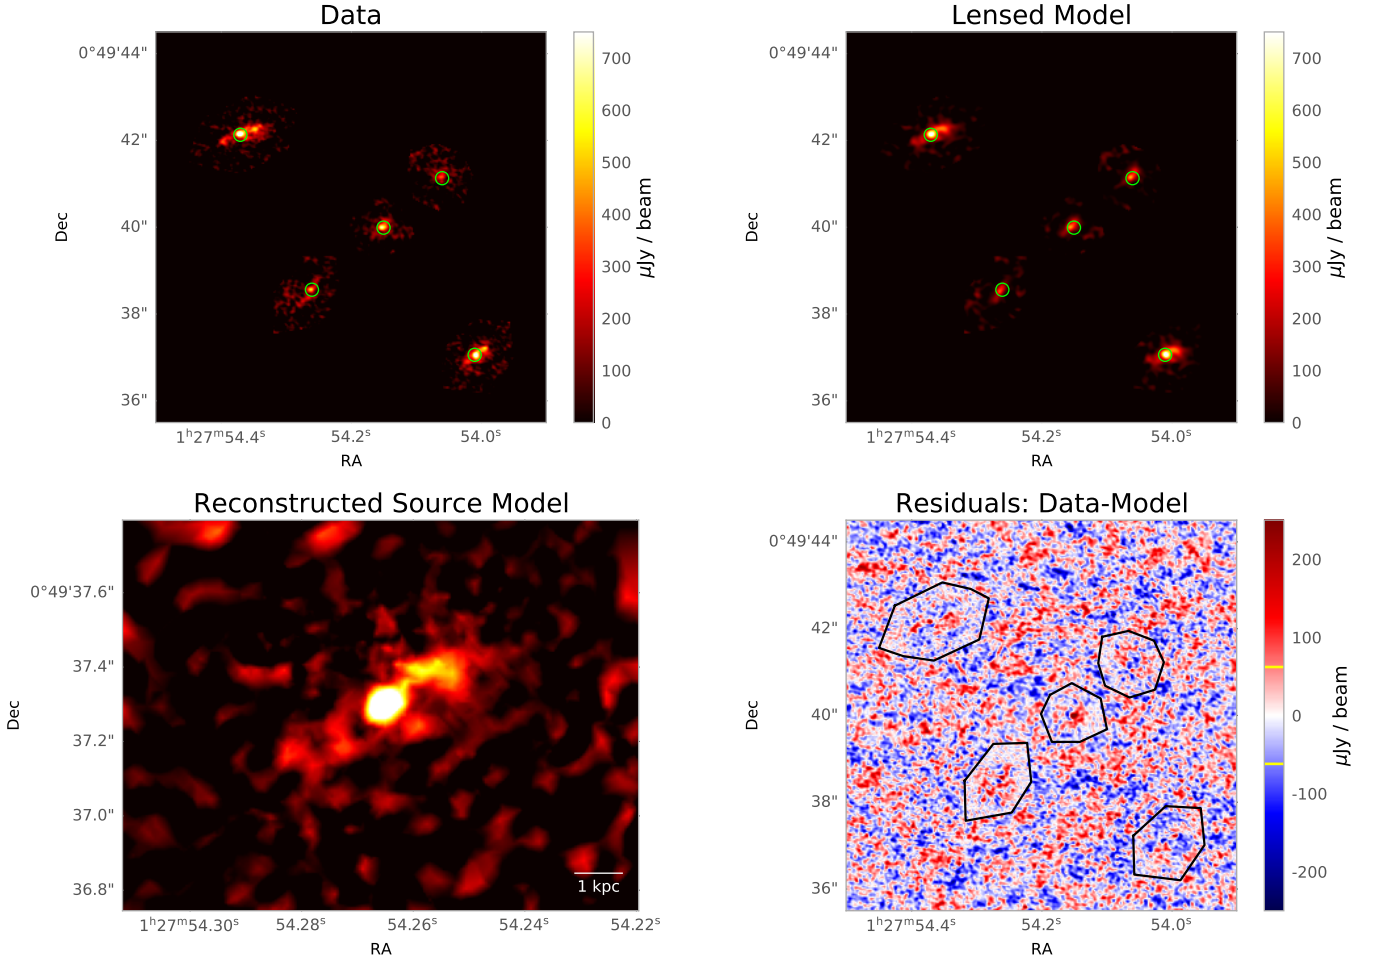 Data
0°49'44"
42"
40"
38"
36"
Dec
1ʰ27ᵐ54.4ˢ 54.2ˢ 54.0ˢ
RA
700
600
500
400
300
200
100
0
μJy / beam
Lensed Model
0°49'44"
42"
40"
38"
36"
Dec
1ʰ27ᵐ54.4ˢ 54.2ˢ 54.0ˢ
RA
700
600
500
400
300
200
100
0
μJy / beam
Reconstructed Source Model
0°49'37.6"
37.4"
37.2"
37.0"
36.8"
Dec
1 kpc
1ʰ27ᵐ54.30ˢ 54.28ˢ 54.26ˢ 54.24ˢ 54.22ˢ
RA
Residuals: Data-Model
0°49'44"
42"
40"
38"
36"
Dec
1ʰ27ᵐ54.4ˢ 54.2ˢ 54.0ˢ
RA
200
100
0
-100
-200
μJy / beam